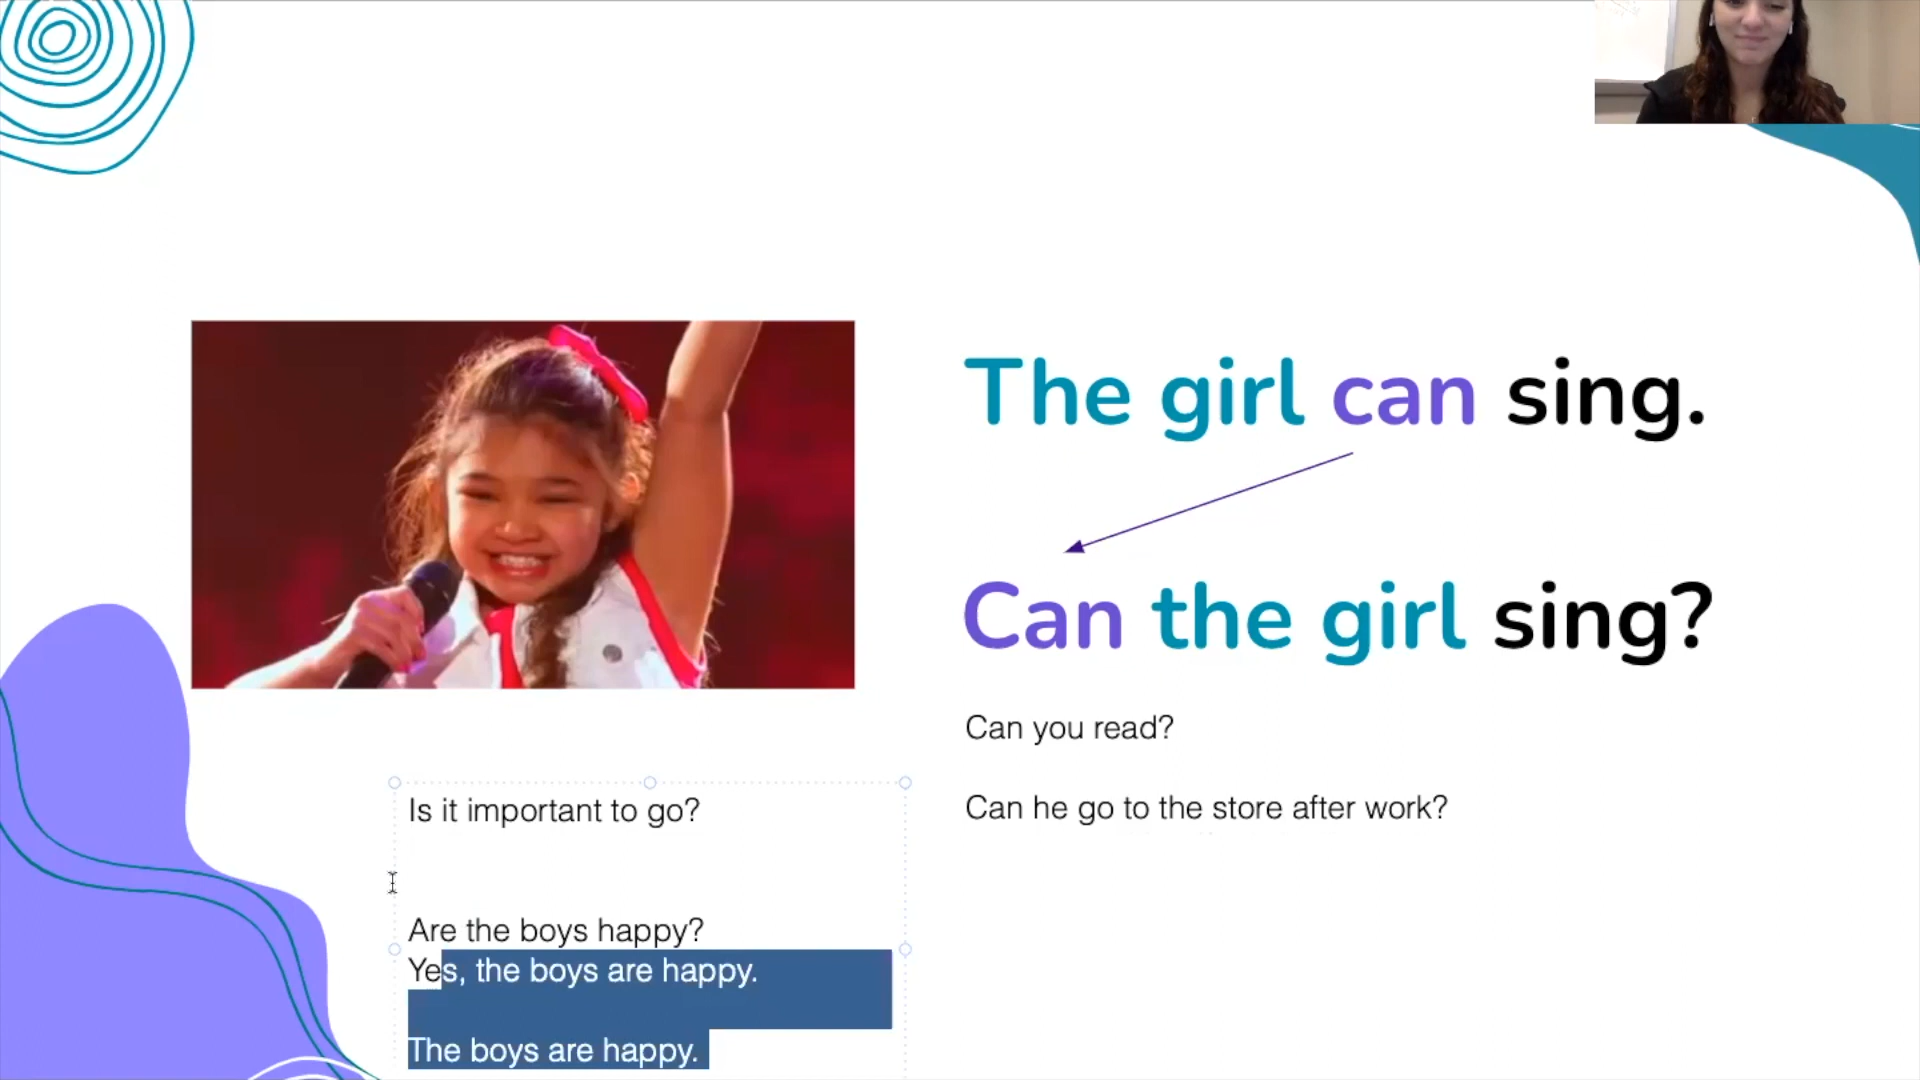 The girl can sing.
Can the girl sing?
Can you read?
Can he go to the store after work?
Is it important to go?
Are the boys happy?
Yes, the boys are happy.
The boys are happy.